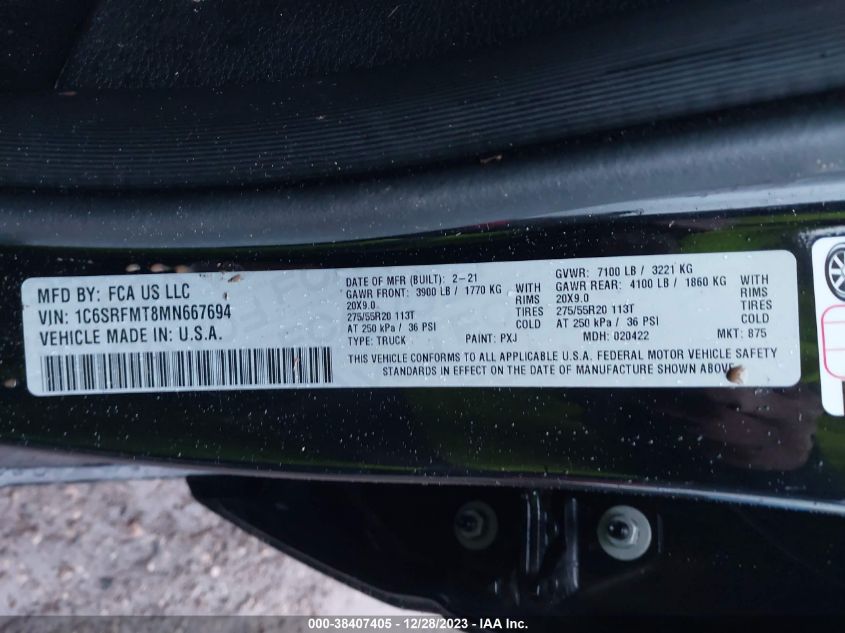 MFD BY: FCA US LLC
VIN: 1C6SRFMT8MN667694
VEHICLE MADE IN: U.S.A.
DATE OF MFR (BUILT): 2-21
GAWR FRONT: 3900 LB / 1770 KG WITH
20X9.0 RIMS
275/55R20 113T TIRES
AT 250 kPa / 36 PSI COLD
TYPE: TRUCK PAINT: PXJ
GVWR: 7100 LB / 3221 KG
GAWR REAR: 4100 LB / 1860 KG WITH
20X9.0 RIMS
275/55R20 113T TIRES
AT 250 kPa / 36 PSI COLD
MDH: 020422 MKT: 875
THIS VEHICLE CONFORMS TO ALL APPLICABLE U.S.A. FEDERAL MOTOR VEHICLE SAFETY
STANDARDS IN EFFECT ON THE DATE OF MANUFACTURE SHOWN ABOVE
000-38407405 - 12/28/2023 - IAA Inc.